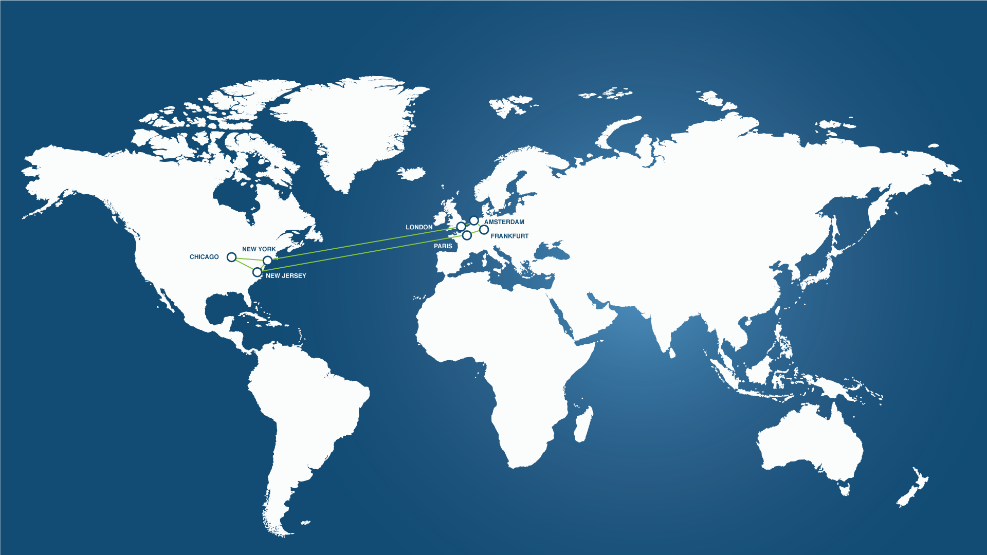 AMSTERDAM
LONDON
FRANKFURT
PARIS
NEW YORK
CHICAGO
NEW JERSEY